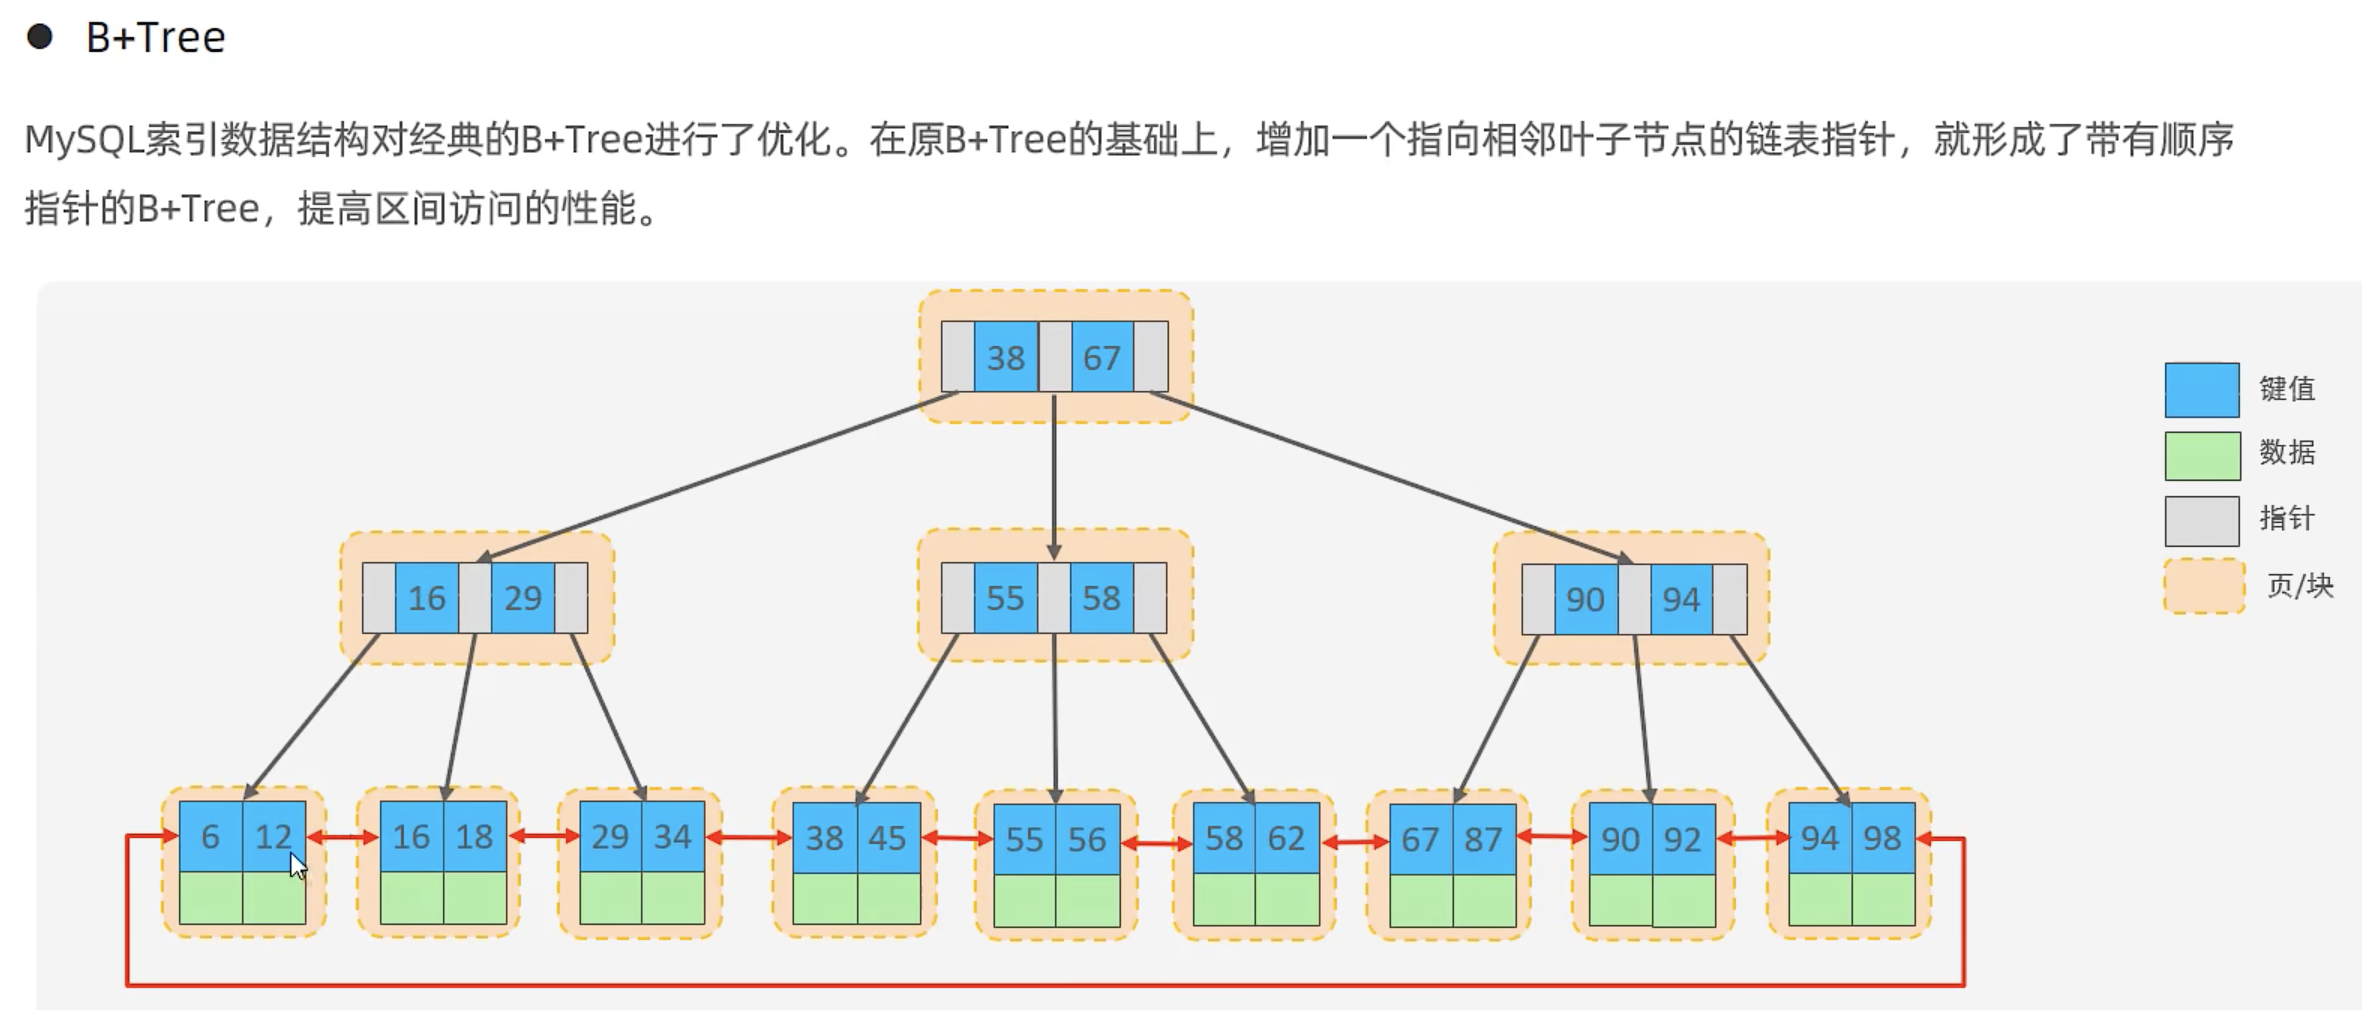 B+Tree
MySQL索引数据结构对经典的B+Tree进行了优化。在原B+Tree的基础上，增加一个指向相邻叶子节点的链表指针，就形成了带有顺序
指针的B+Tree，提高区间访问的性能。
38 67
键值
数据
指针
页/块
16 29
55 58
90 94
6 12
16 18
29 34
38 45
55 56
58 62
67 87
90 92
94 98